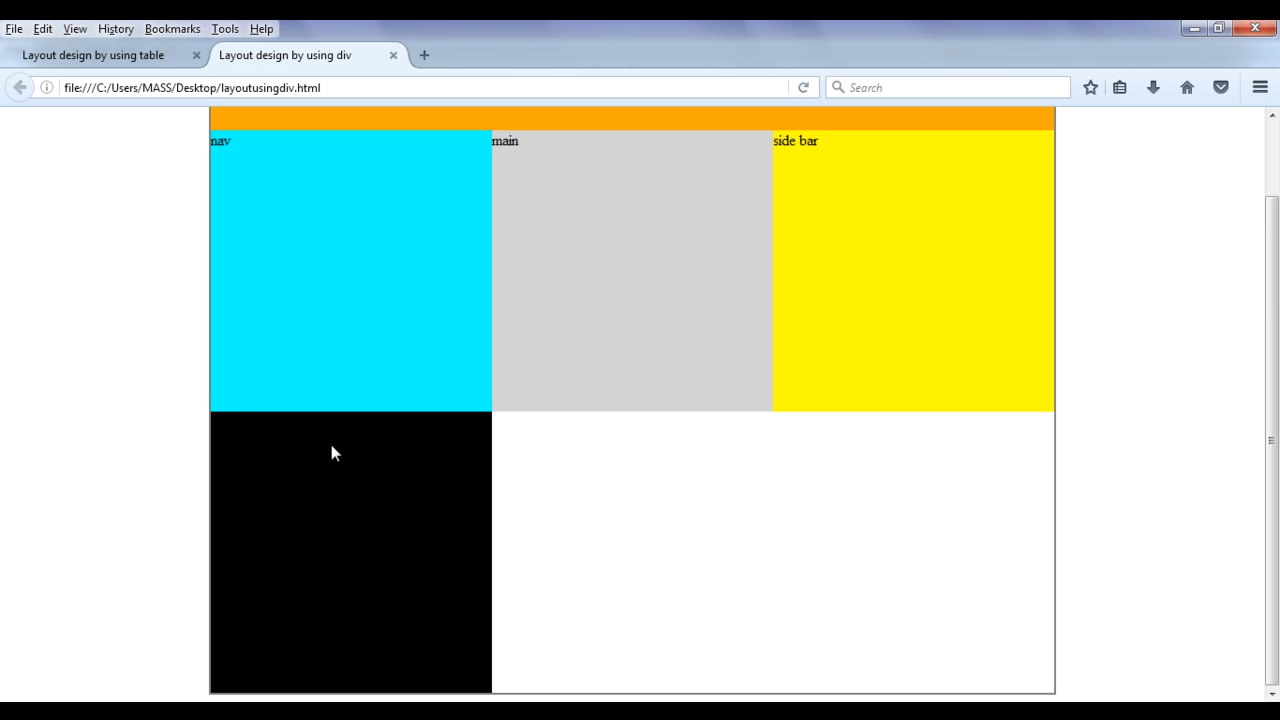 File Edit View History Bookmarks Tools Help
Layout design by using table Layout design by using div
file:///C:/Users/MASS/Desktop/layoutusingdiv.html Search
nav main side bar